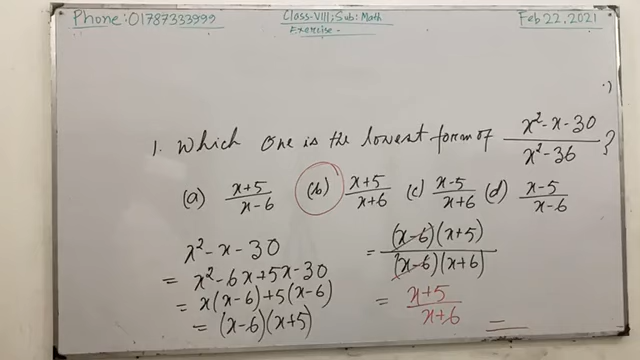 Phone: 01787333999 Class-VIII; Sub: Math Feb 22, 2021
Exercise -
1. Which one is the lowest form of (x²-x-30)/(x²-36) ?
(a) (x+5)/(x-6) (b) (x+5)/(x+6) (c) (x-5)/(x+6) (d) (x-5)/(x-6)
x²-x-30
= x²-6x+5x-30
= x(x-6)+5(x-6)
= (x-6)(x+5)
= ((x-6)(x+5))/((x-6)(x+6))
= (x+5)/(x+6)